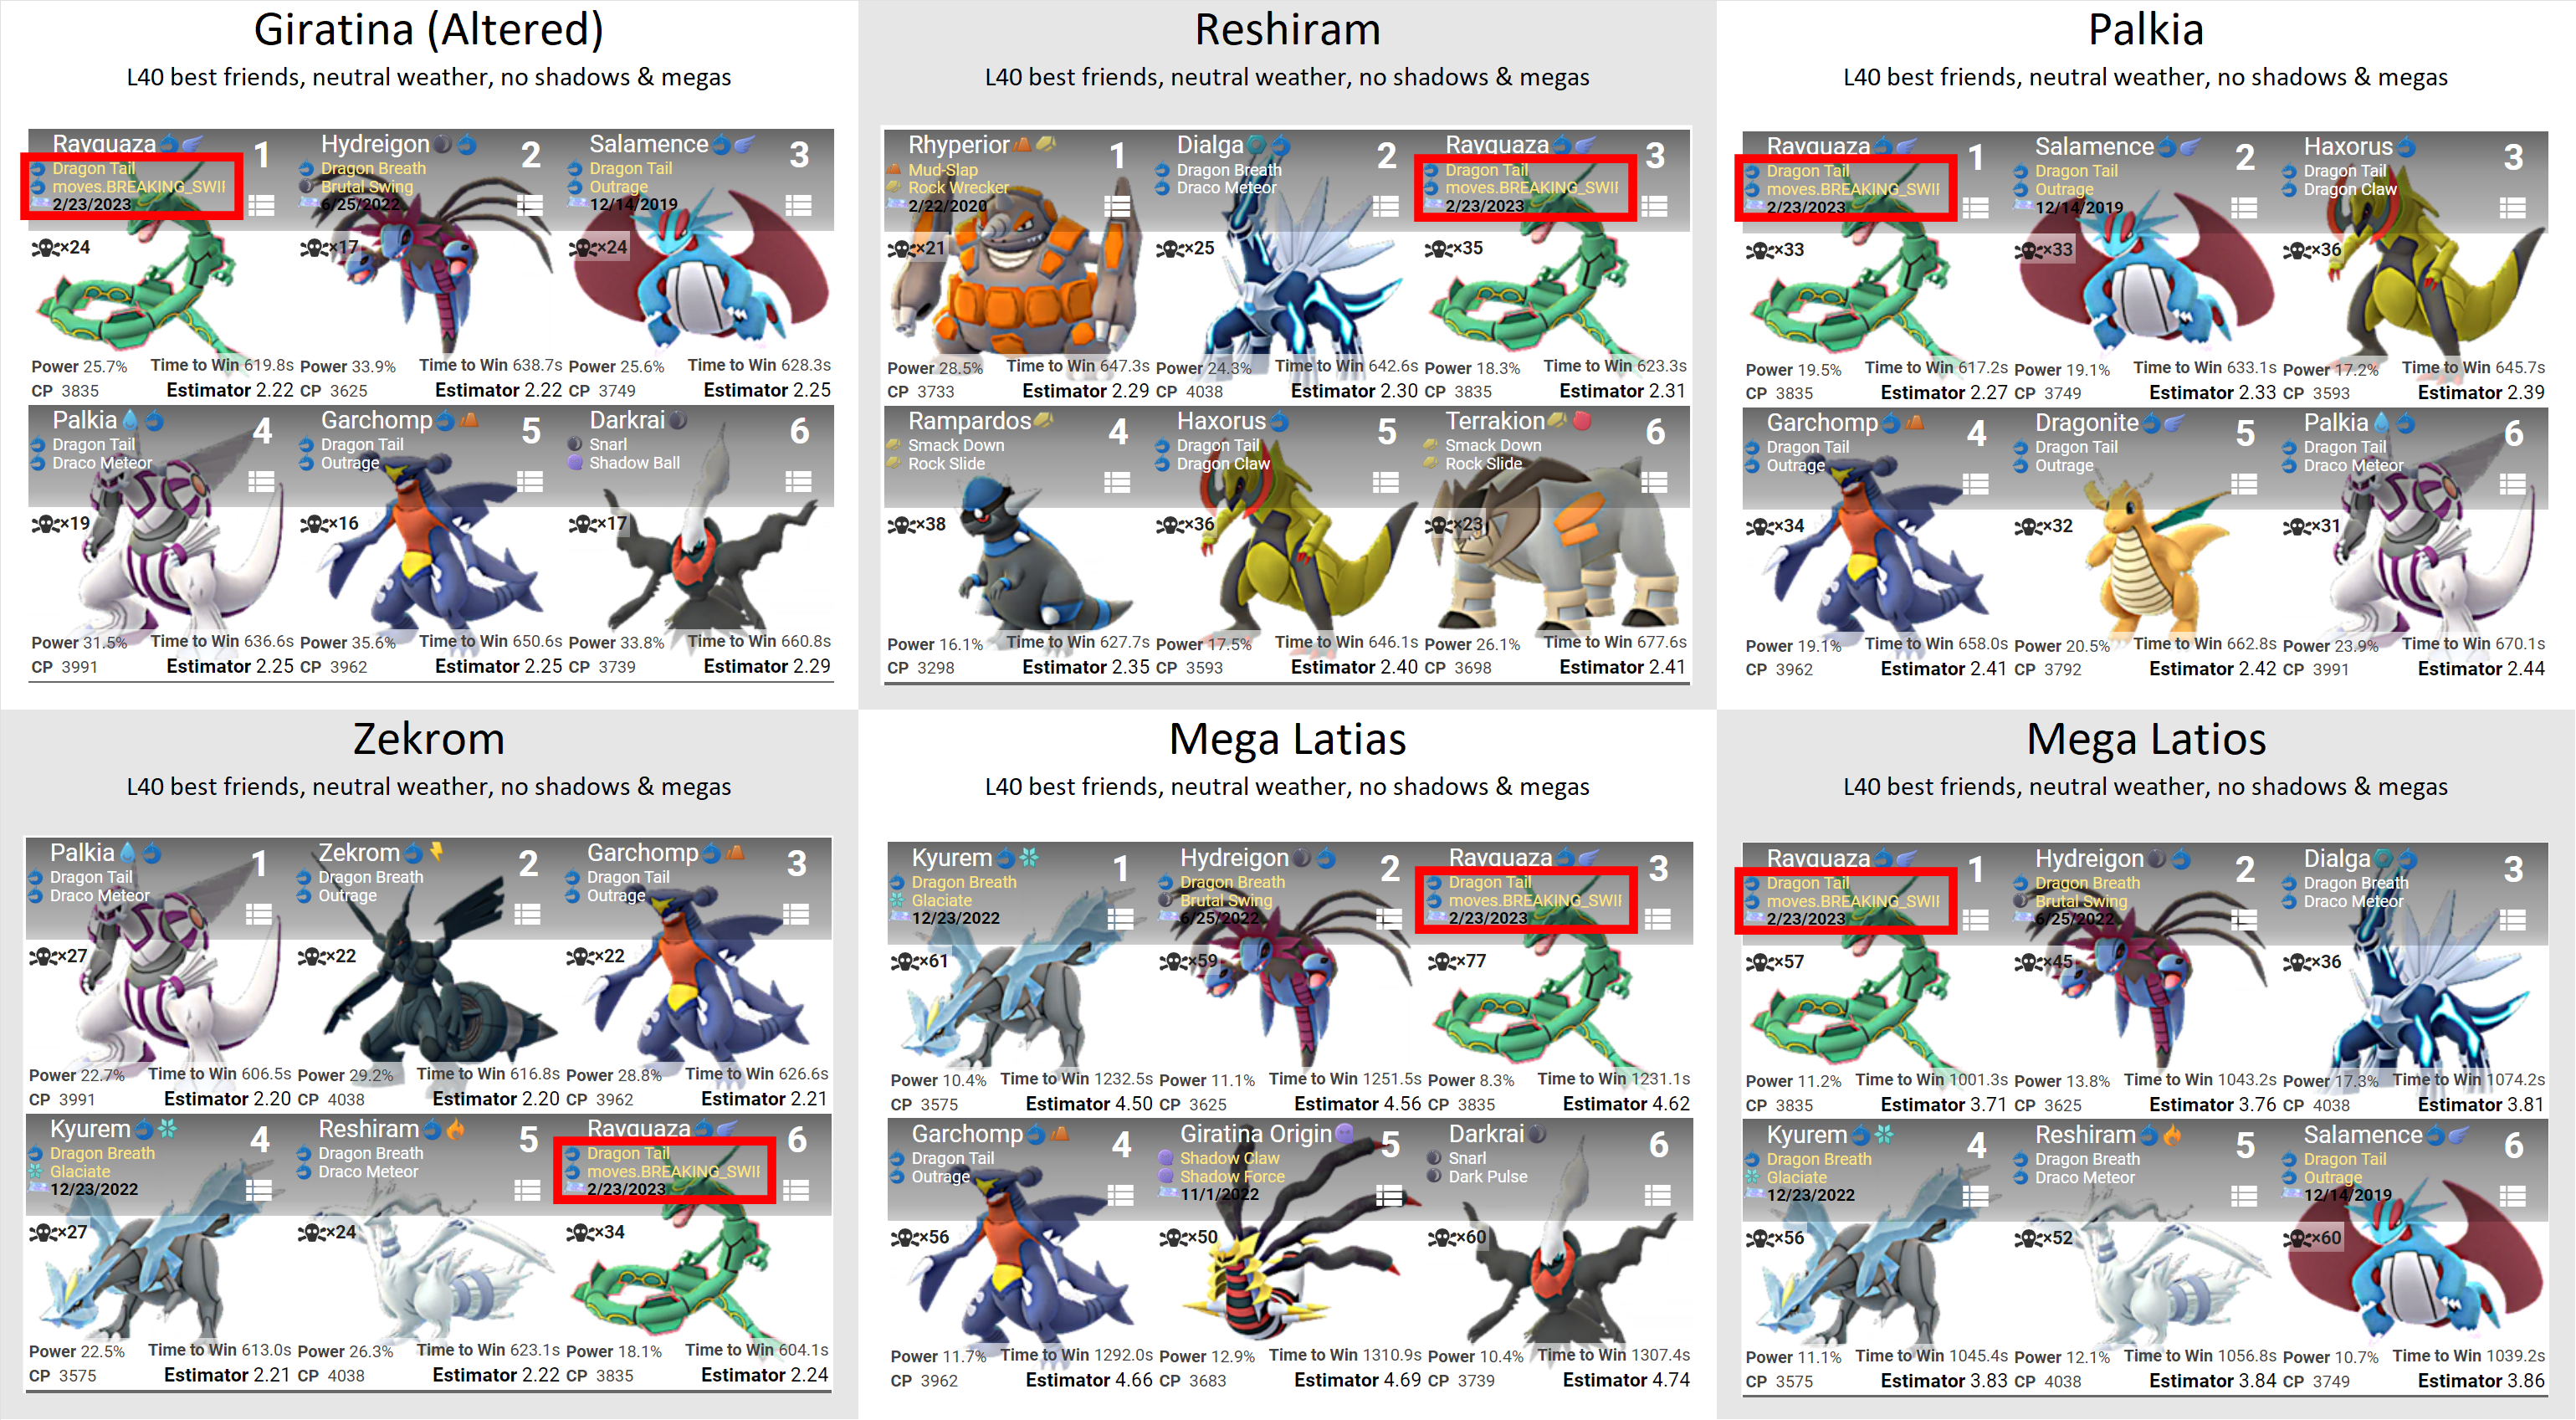 Giratina (Altered)
L40 best friends, neutral weather, no shadows & megas
Rayquaza
Dragon Tail
moves.BREAKING_SWI
2/23/2023
1
×24
Power 25.7% Time to Win 619.8s
CP 3835 Estimator 2.22
Hydreigon
Dragon Breath
Brutal Swing
6/25/2022
2
×17
Power 33.9% Time to Win 638.7s
CP 3625 Estimator 2.22
Salamence
Dragon Tail
Outrage
12/14/2019
3
×24
Power 25.6% Time to Win 628.3s
CP 3749 Estimator 2.25
Palkia
Dragon Tail
Draco Meteor
4
×19
Power 31.5% Time to Win 636.6s
CP 3991 Estimator 2.25
Garchomp
Dragon Tail
Outrage
5
×16
Power 35.6% Time to Win 650.6s
CP 3962 Estimator 2.25
Darkrai
Snarl
Shadow Ball
6
×17
Power 33.8% Time to Win 660.8s
CP 3739 Estimator 2.29
Reshiram
L40 best friends, neutral weather, no shadows & megas
Rhyperior
Mud-Slap
Rock Wrecker
2/22/2020
1
×21
Power 28.5% Time to Win 647.3s
CP 3733 Estimator 2.29
Dialga
Dragon Breath
Draco Meteor
2
×25
Power 24.3% Time to Win 642.6s
CP 4038 Estimator 2.30
Rayquaza
Dragon Tail
moves.BREAKING_SWI
2/23/2023
3
×35
Power 18.3% Time to Win 623.3s
CP 3835 Estimator 2.31
Rampardos
Smack Down
Rock Slide
4
×38
Power 16.1% Time to Win 627.7s
CP 3298 Estimator 2.35
Haxorus
Dragon Tail
Dragon Claw
5
×36
Power 17.5% Time to Win 646.1s
CP 3593 Estimator 2.40
Terrakion
Smack Down
Rock Slide
6
×23
Power 26.1% Time to Win 677.6s
CP 3698 Estimator 2.41
Palkia
L40 best friends, neutral weather, no shadows & megas
Rayquaza
Dragon Tail
moves.BREAKING_SWI
2/23/2023
1
×33
Power 19.5% Time to Win 617.2s
CP 3835 Estimator 2.27
Salamence
Dragon Tail
Outrage
12/14/2019
2
×33
Power 19.1% Time to Win 633.1s
CP 3749 Estimator 2.33
Haxorus
Dragon Tail
Dragon Claw
3
×36
Power 17.2% Time to Win 645.7s
CP 3593 Estimator 2.39
Garchomp
Dragon Tail
Outrage
4
×34
Power 19.1% Time to Win 658.0s
CP 3962 Estimator 2.41
Dragonite
Dragon Tail
Outrage
5
×32
Power 20.5% Time to Win 662.8s
CP 3792 Estimator 2.42
Palkia
Dragon Tail
Draco Meteor
6
×31
Power 23.9% Time to Win 670.1s
CP 3991 Estimator 2.44
Zekrom
L40 best friends, neutral weather, no shadows & megas
Palkia
Dragon Tail
Draco Meteor
1
×27
Power 22.7% Time to Win 606.5s
CP 3991 Estimator 2.20
Zekrom
Dragon Breath
Outrage
2
×22
Power 29.2% Time to Win 616.8s
CP 4038 Estimator 2.20
Garchomp
Dragon Tail
Outrage
3
×22
Power 28.8% Time to Win 626.6s
CP 3962 Estimator 2.21
Kyurem
Dragon Breath
Glaciate
12/23/2022
4
×27
Power 22.5% Time to Win 613.0s
CP 3575 Estimator 2.21
Reshiram
Dragon Breath
Draco Meteor
5
×24
Power 26.3% Time to Win 623.1s
CP 4038 Estimator 2.22
Rayquaza
Dragon Tail
moves.BREAKING_SWI
2/23/2023
6
×34
Power 18.1% Time to Win 604.1s
CP 3835 Estimator 2.24
Mega Latias
L40 best friends, neutral weather, no shadows & megas
Kyurem
Dragon Breath
Glaciate
12/23/2022
1
×61
Power 10.4% Time to Win 1232.5s
CP 3575 Estimator 4.50
Hydreigon
Dragon Breath
Brutal Swing
6/25/2022
2
×59
Power 11.1% Time to Win 1251.5s
CP 3625 Estimator 4.56
Rayquaza
Dragon Tail
moves.BREAKING_SWI
2/23/2023
3
×77
Power 8.3% Time to Win 1231.1s
CP 3835 Estimator 4.62
Garchomp
Dragon Tail
Outrage
4
×56
Power 11.7% Time to Win 1292.0s
CP 3962 Estimator 4.66
Giratina Origin
Shadow Claw
Shadow Force
11/1/2022
5
×50
Power 12.9% Time to Win 1310.9s
CP 3683 Estimator 4.69
Darkrai
Snarl
Dark Pulse
6
×60
Power 10.4% Time to Win 1307.4s
CP 3739 Estimator 4.74
Mega Latios
L40 best friends, neutral weather, no shadows & megas
Rayquaza
Dragon Tail
moves.BREAKING_SWI
2/23/2023
1
×57
Power 11.2% Time to Win 1001.3s
CP 3835 Estimator 3.71
Hydreigon
Dragon Breath
Brutal Swing
6/25/2022
2
×45
Power 13.8% Time to Win 1043.2s
CP 3625 Estimator 3.76
Dialga
Dragon Breath
Draco Meteor
3
×36
Power 17.3% Time to Win 1074.2s
CP 4038 Estimator 3.81
Kyurem
Dragon Breath
Glaciate
12/23/2022
4
×56
Power 11.1% Time to Win 1045.4s
CP 3575 Estimator 3.83
Reshiram
Dragon Breath
Draco Meteor
5
×52
Power 12.1% Time to Win 1056.8s
CP 4038 Estimator 3.84
Salamence
Dragon Tail
Outrage
12/14/2019
6
×60
Power 10.7% Time to Win 1039.2s
CP 3749 Estimator 3.86